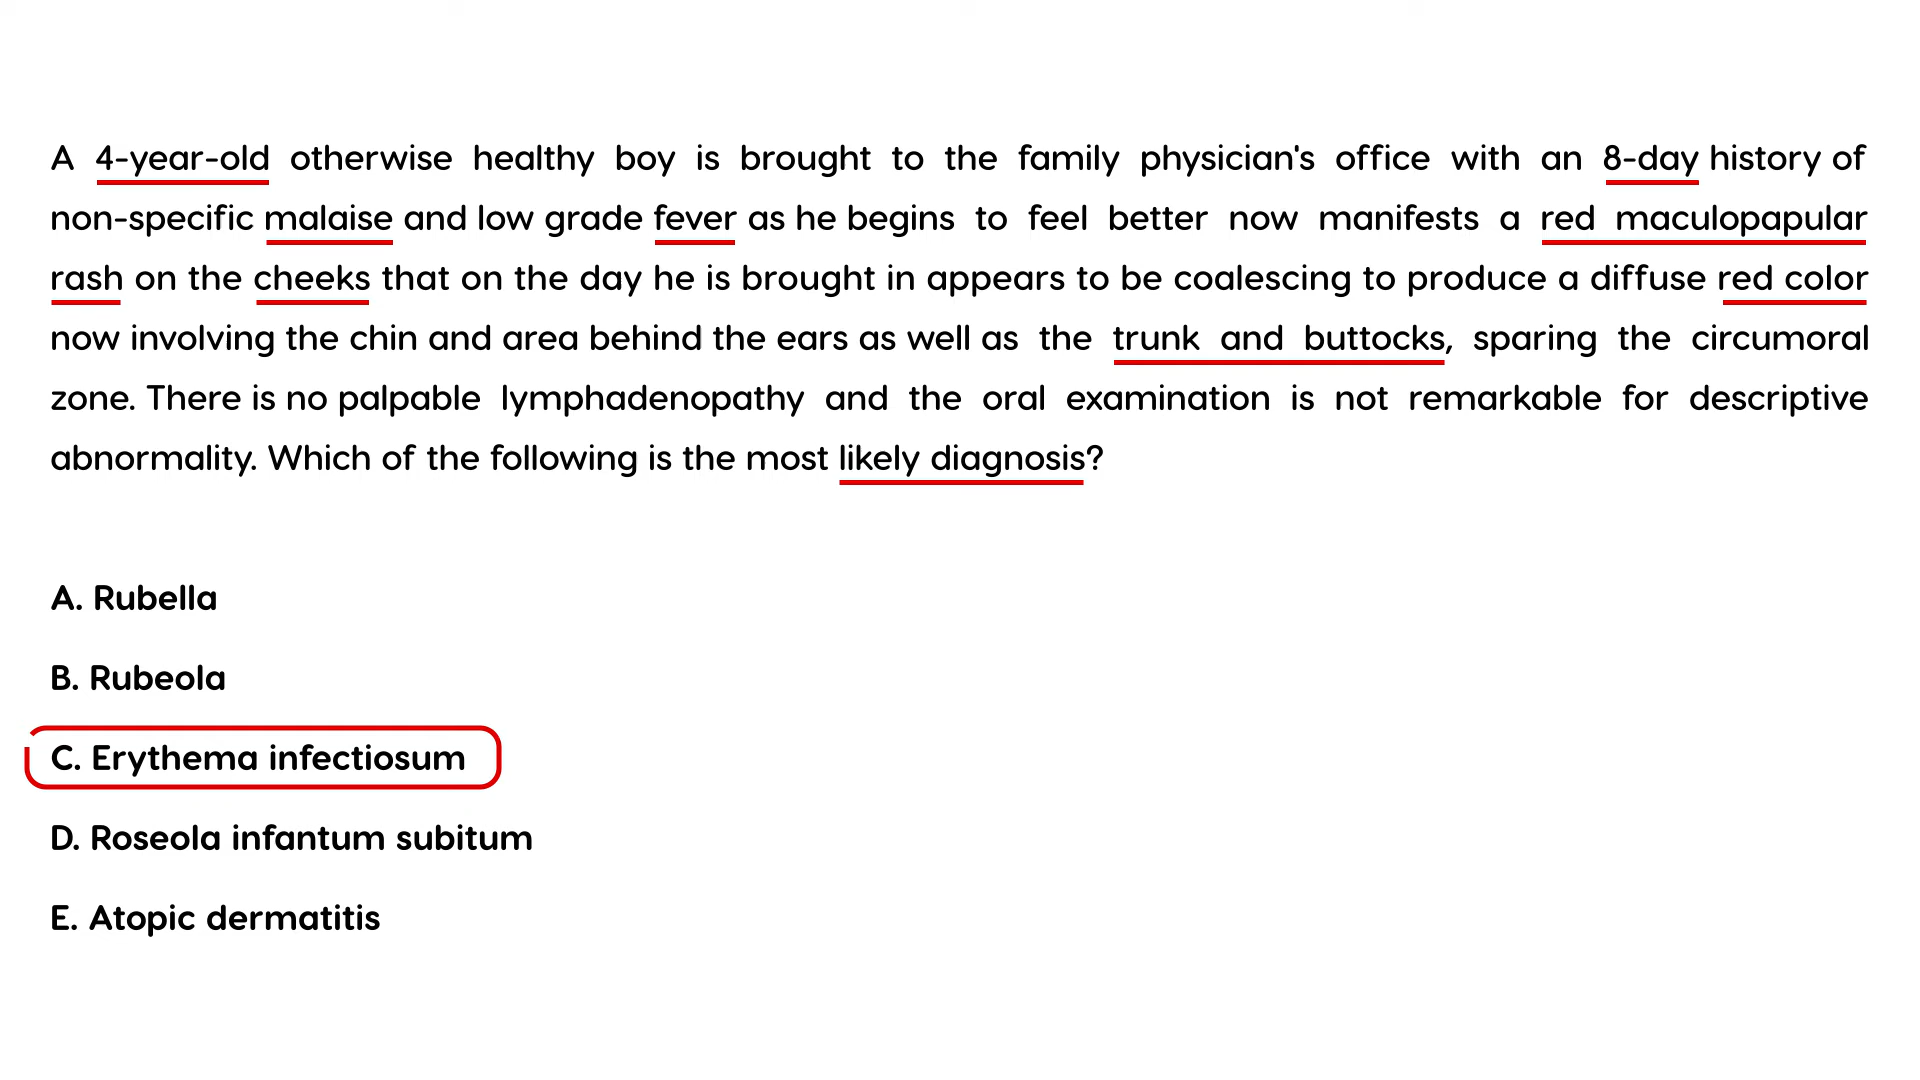 A 4-year-old otherwise healthy boy is brought to the family physician's office with an 8-day history of
non-specific malaise and low grade fever as he begins to feel better now manifests a red maculopapular
rash on the cheeks that on the day he is brought in appears to be coalescing to produce a diffuse red color
now involving the chin and area behind the ears as well as the trunk and buttocks, sparing the circumoral
zone. There is no palpable lymphadenopathy and the oral examination is not remarkable for descriptive
abnormality. Which of the following is the most likely diagnosis?
A. Rubella
B. Rubeola
C. Erythema infectiosum
D. Roseola infantum subitum
E. Atopic dermatitis